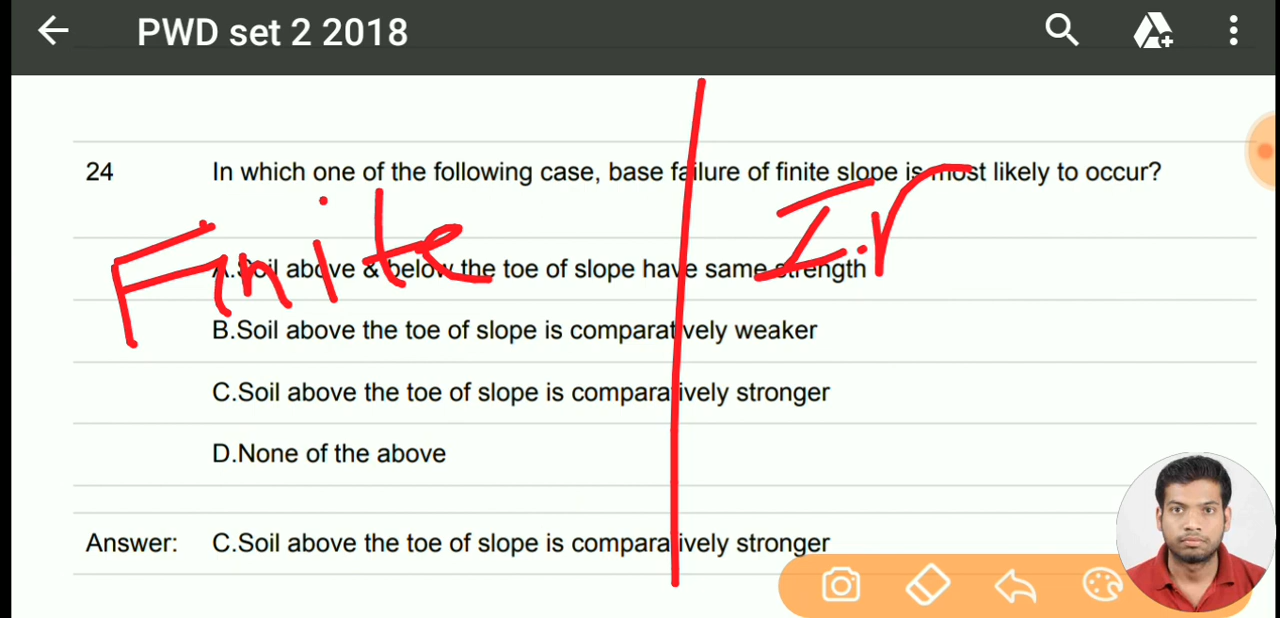 PWD set 2 2018
24 In which one of the following case, base failure of finite slope is most likely to occur?
Finite I.r
A.Soil above & below the toe of slope have same strength
B.Soil above the toe of slope is comparatively weaker
C.Soil above the toe of slope is comparatively stronger
D.None of the above
Answer: C.Soil above the toe of slope is comparatively stronger